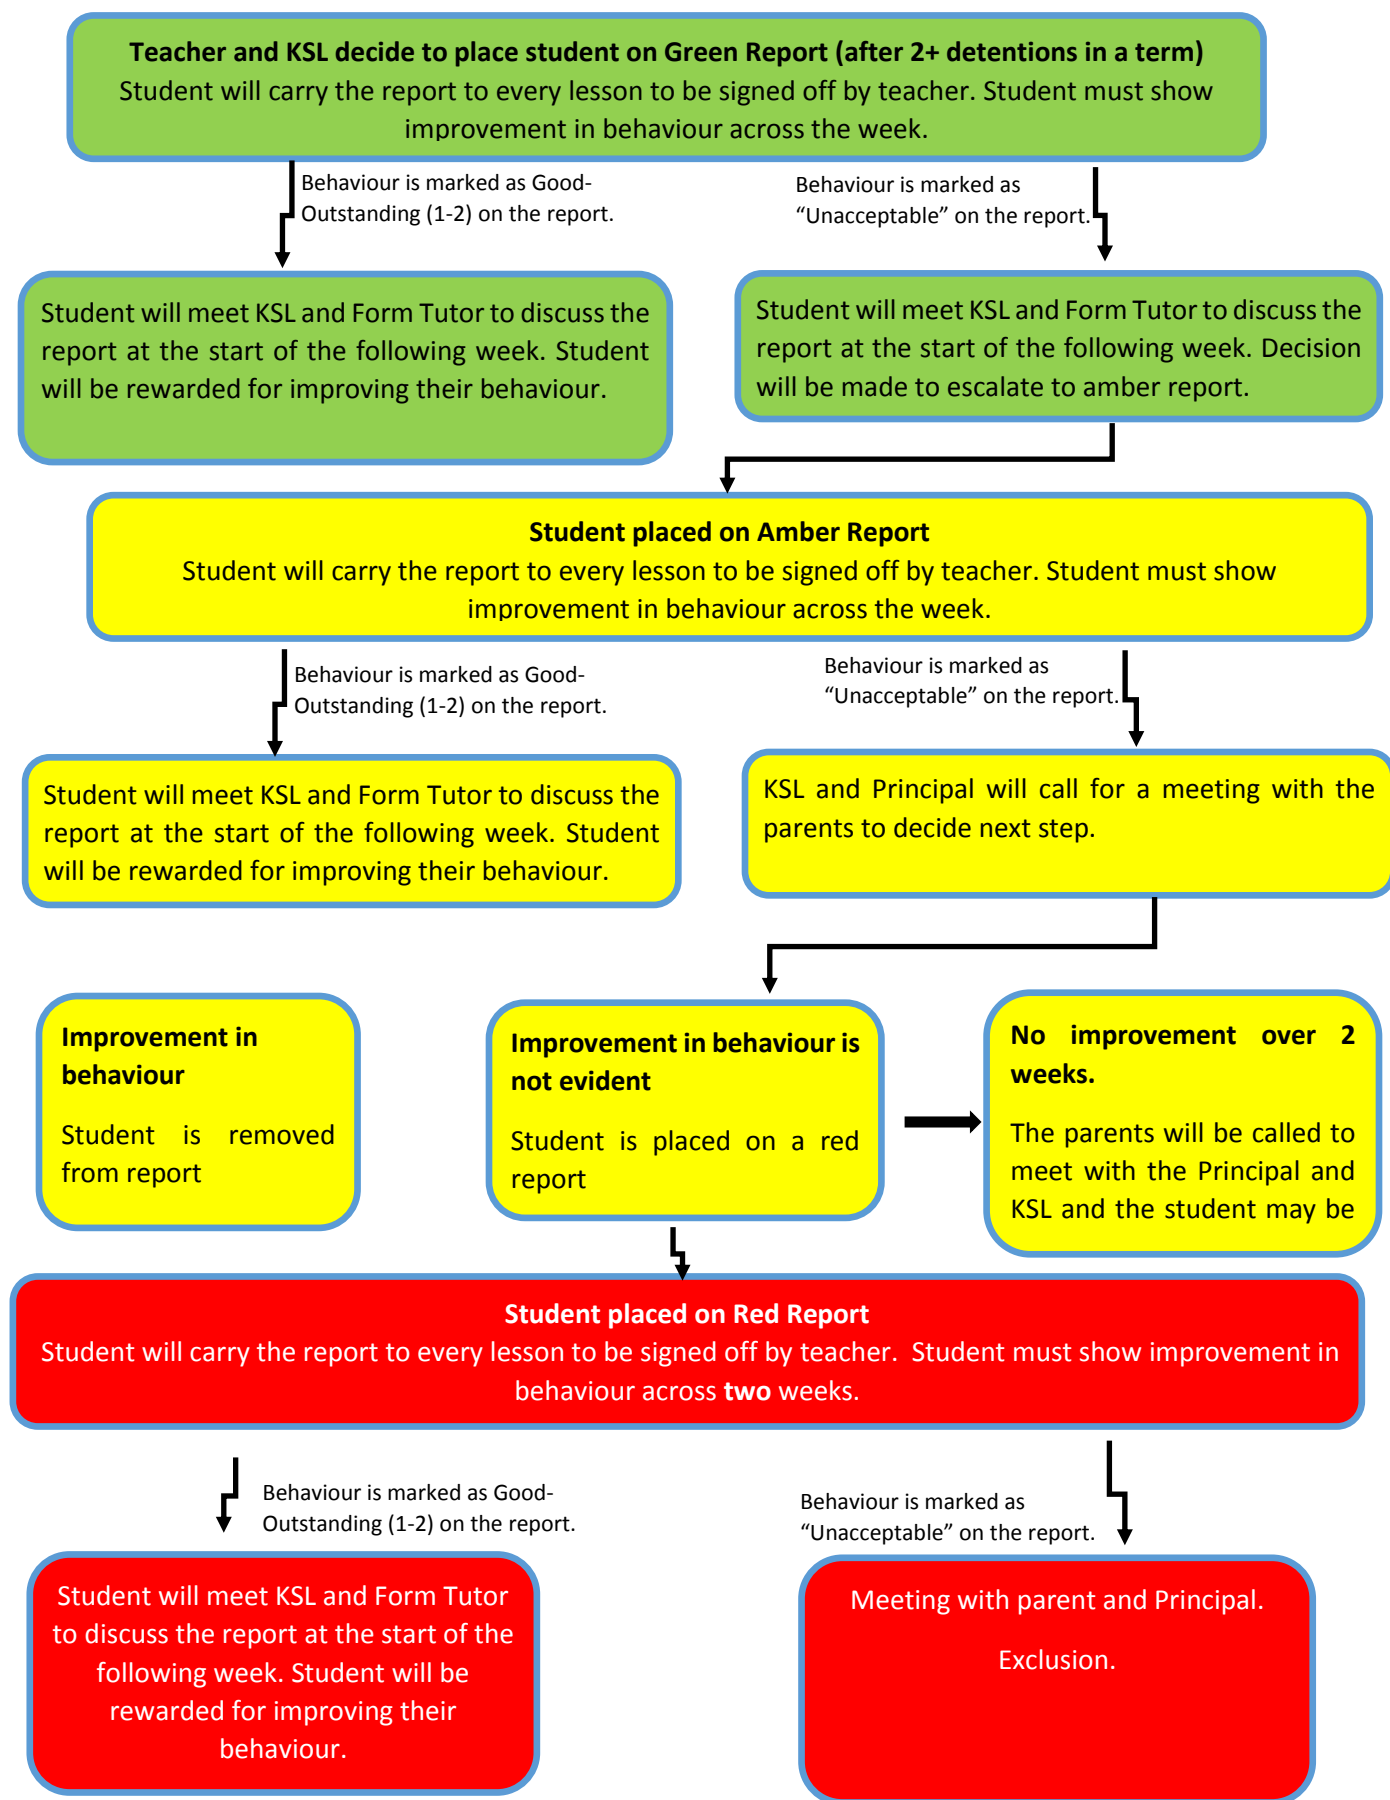 Teacher and KSL decide to place student on Green Report (after 2+ detentions in a term)
Student will carry the report to every lesson to be signed off by teacher. Student must show
improvement in behaviour across the week.
Behaviour is marked as Good-
Outstanding (1-2) on the report.
Behaviour is marked as
“Unacceptable” on the report.
Student will meet KSL and Form Tutor to discuss the
report at the start of the following week. Student
will be rewarded for improving their behaviour.
Student will meet KSL and Form Tutor to discuss the
report at the start of the following week. Decision
will be made to escalate to amber report.
Student placed on Amber Report
Student will carry the report to every lesson to be signed off by teacher. Student must show
improvement in behaviour across the week.
Behaviour is marked as Good-
Outstanding (1-2) on the report.
Behaviour is marked as
“Unacceptable” on the report.
Student will meet KSL and Form Tutor to discuss the
report at the start of the following week. Student
will be rewarded for improving their behaviour.
KSL and Principal will call for a meeting with the
parents to decide next step.
Improvement in
behaviour
Student is removed
from report
Improvement in behaviour is
not evident
Student is placed on a red
report
No improvement over 2
weeks.
The parents will be called to
meet with the Principal and
KSL and the student may be
Student placed on Red Report
Student will carry the report to every lesson to be signed off by teacher.  Student must show improvement in
behaviour across two weeks.
Behaviour is marked as Good-
Outstanding (1-2) on the report.
Behaviour is marked as
“Unacceptable” on the report.
Student will meet KSL and Form Tutor
to discuss the report at the start of the
following week. Student will be
rewarded for improving their
behaviour.
Meeting with parent and Principal.
Exclusion.